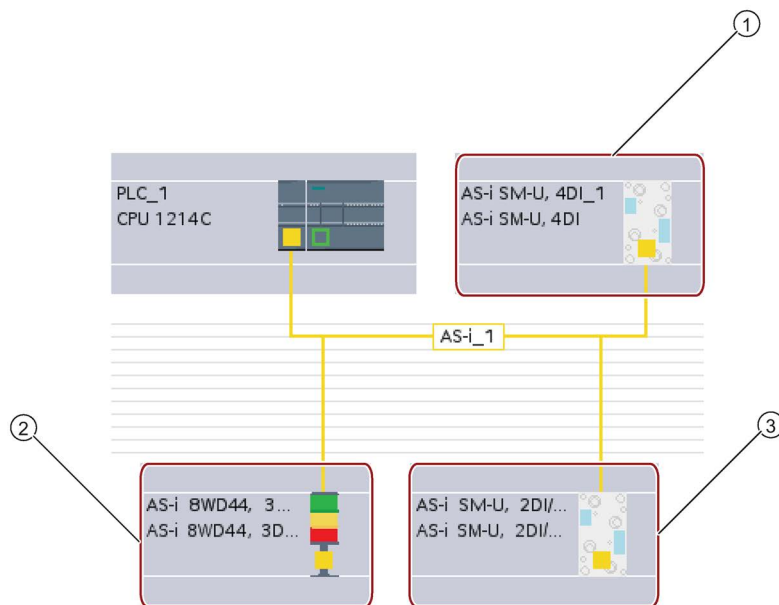 ①
PLC_1
CPU 1214C
AS-i SM-U, 4DI_1
AS-i SM-U, 4DI
AS-i_1
②
③
AS-i 8WD44, 3...
AS-i 8WD44, 3D...
AS-i SM-U, 2DI/...
AS-i SM-U, 2DI/...